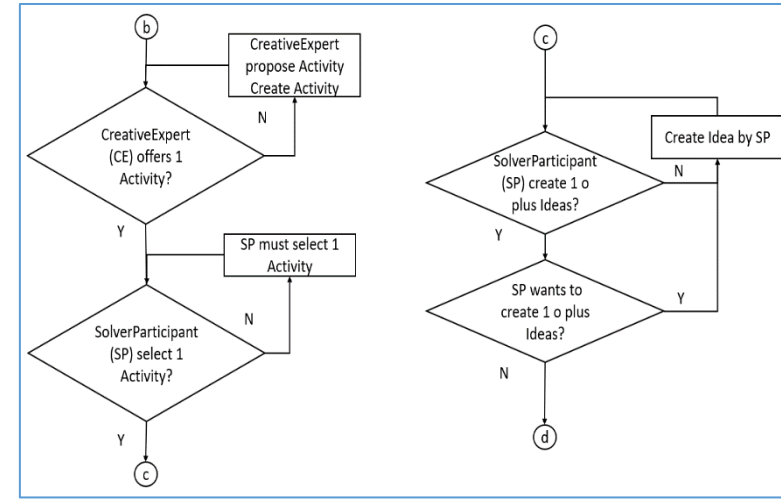 b
CreativeExpert
propose Activity
Create Activity
N
CreativeExpert
(CE) offers 1
Activity?
Y
SP must select 1
Activity
N
SolverParticipant
(SP) select 1
Activity?
Y
c
c
Create Idea by SP
N
SolverParticipant
(SP) create 1 o
plus Ideas?
Y
SP wants to
create 1 o plus
Ideas?
Y
N
d